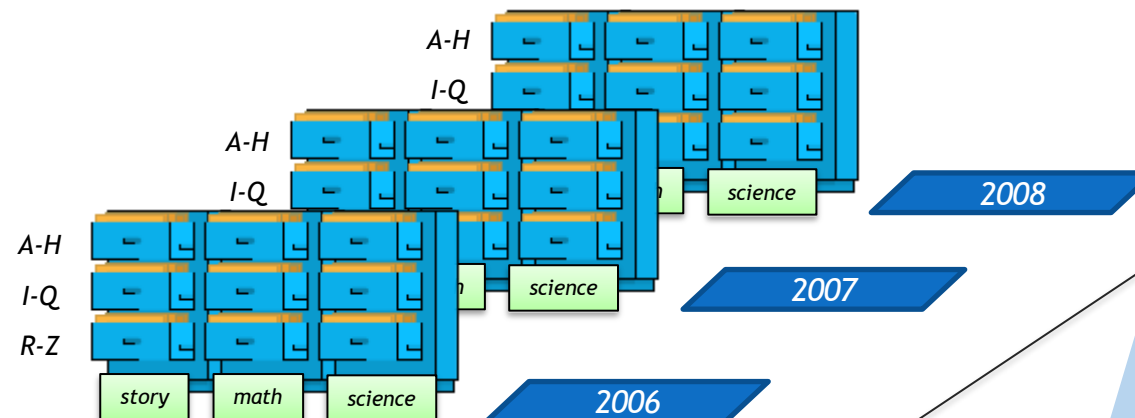 A-H
I-Q
A-H
I-Q
science
2008
A-H
I-Q
R-Z
science
2007
story
math
science
2006